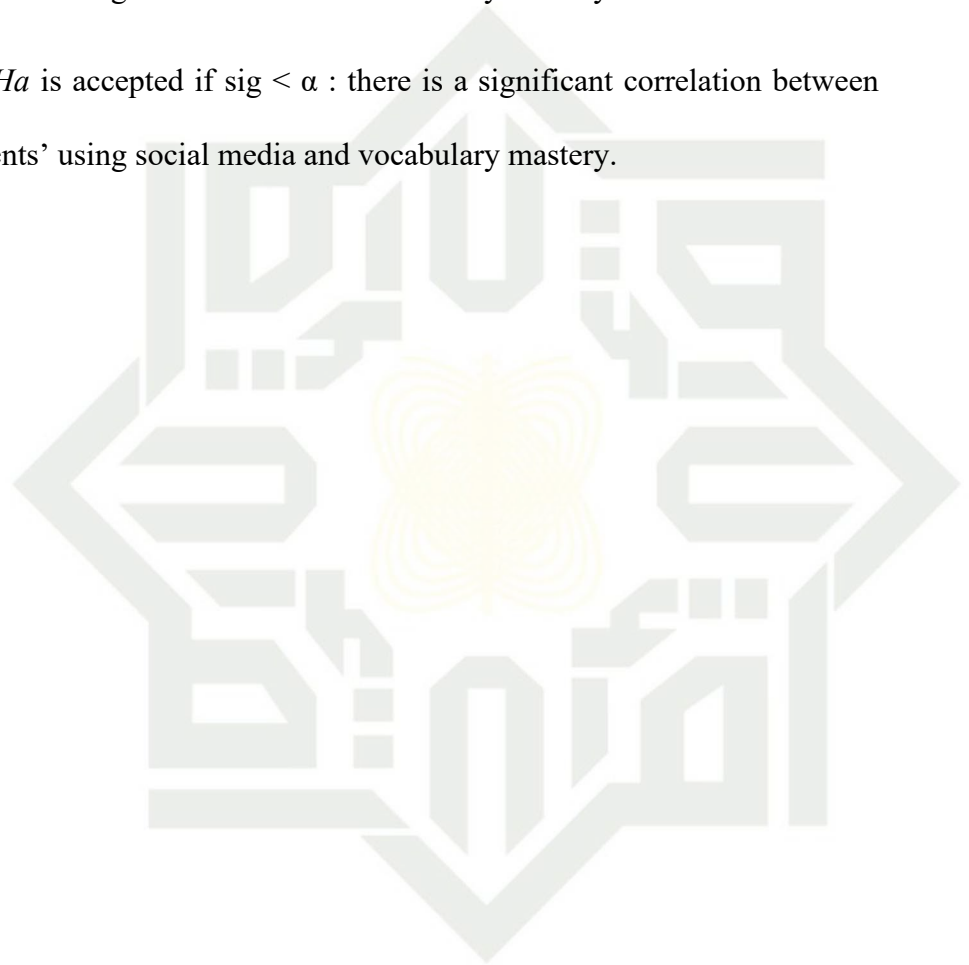 Ha is accepted if sig < α : there is a significant correlation between
ents’ using social media and vocabulary mastery.